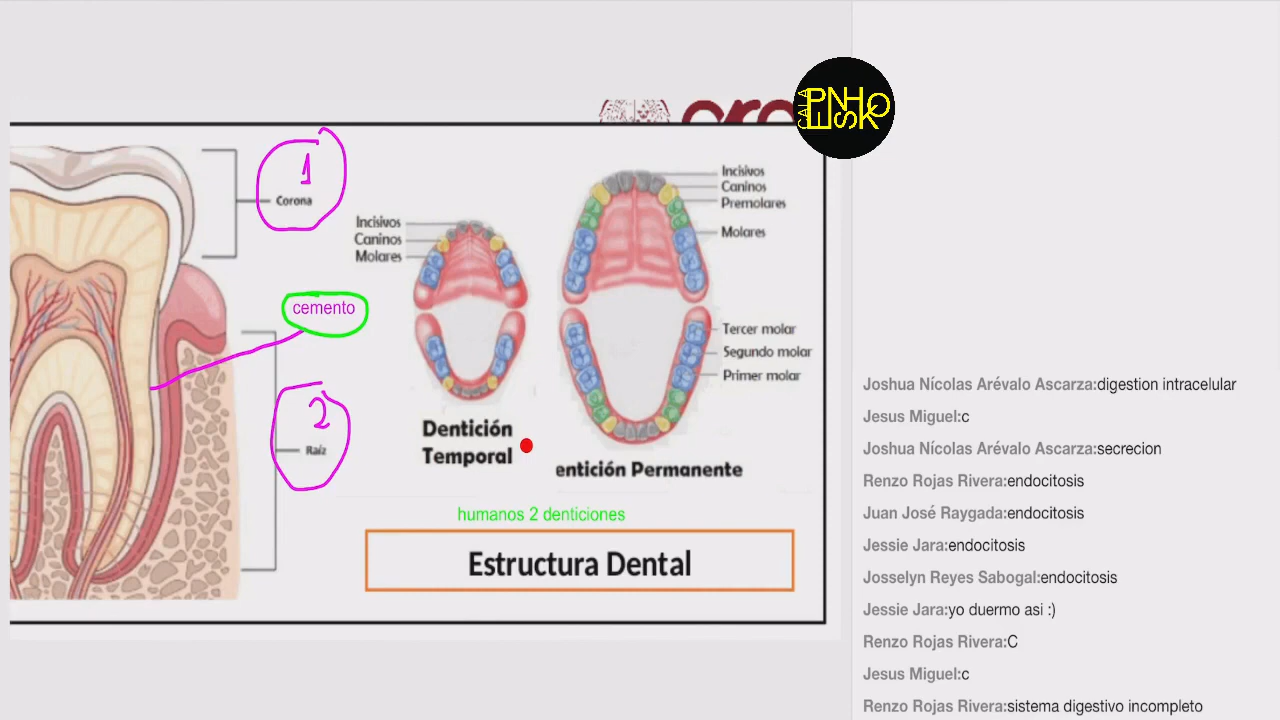 CALA
PNHO
ESK
1
Corona
cemento
2
Raíz
Incisivos
Caninos
Molares
Dentición
Temporal
Incisivos
Caninos
Premolares
Molares
Tercer molar
Segundo molar
Primer molar
entición Permanente
humanos 2 denticiones
Estructura Dental
Joshua Nícolas Arévalo Ascarza:digestion intracelular
Jesus Miguel:c
Joshua Nícolas Arévalo Ascarza:secrecion
Renzo Rojas Rivera:endocitosis
Juan José Raygada:endocitosis
Jessie Jara:endocitosis
Josselyn Reyes Sabogal:endocitosis
Jessie Jara:yo duermo asi :)
Renzo Rojas Rivera:C
Jesus Miguel:c
Renzo Rojas Rivera:sistema digestivo incompleto